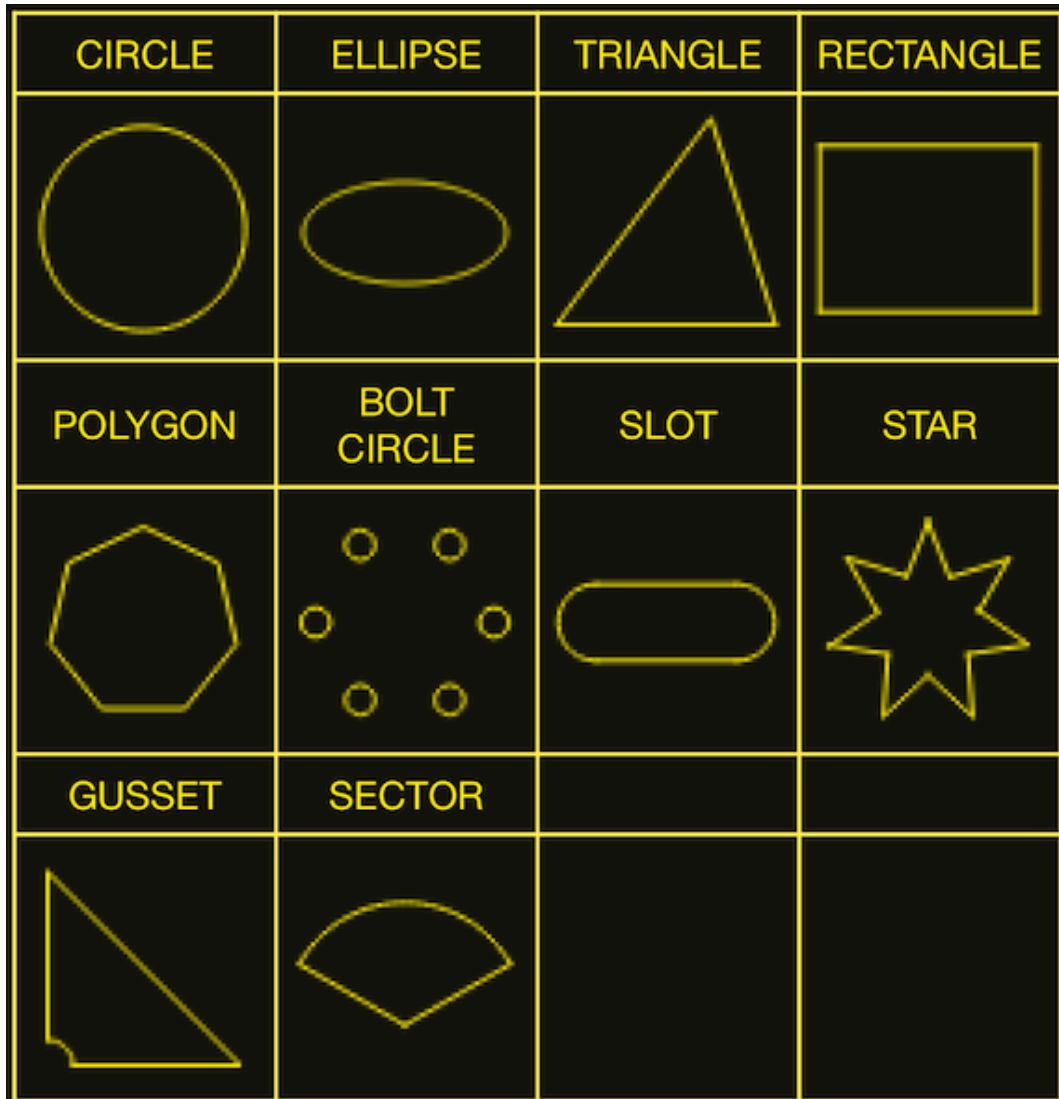 CIRCLE
ELLIPSE
TRIANGLE
RECTANGLE
POLYGON
BOLT
CIRCLE
SLOT
STAR
GUSSET
SECTOR